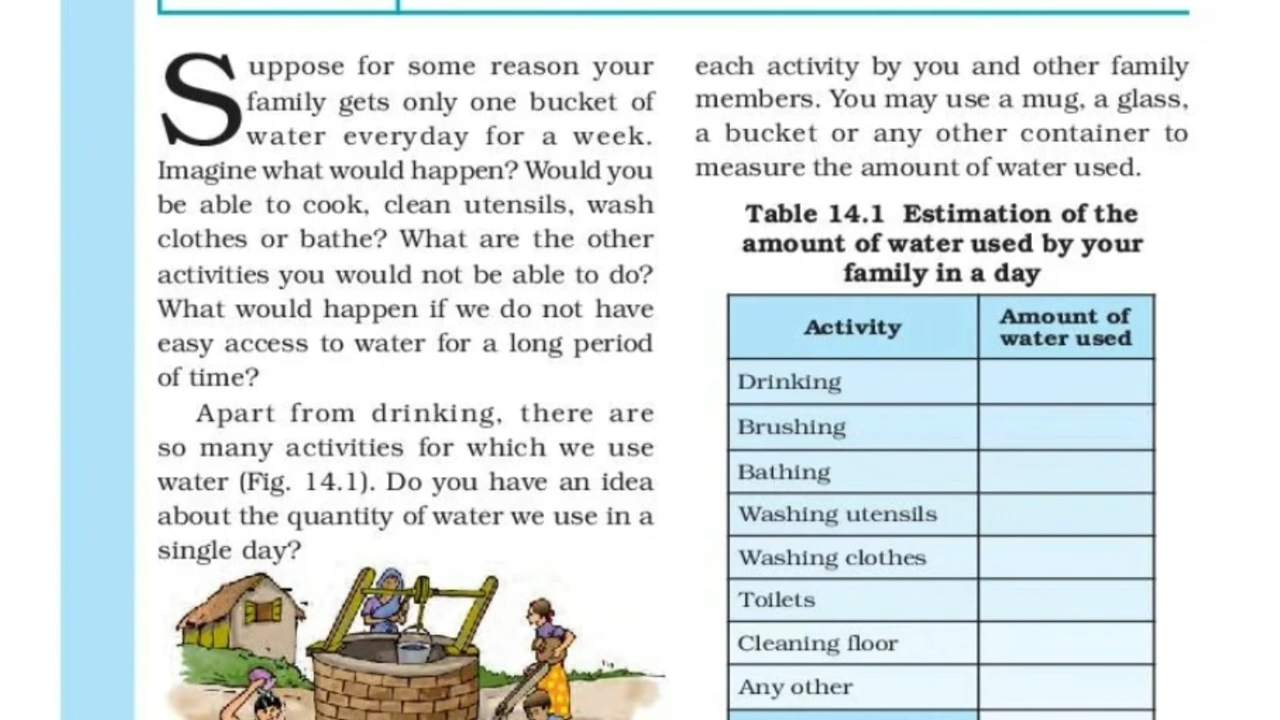 Suppose for some reason your
family gets only one bucket of
water everyday for a week.
Imagine what would happen? Would you
be able to cook, clean utensils, wash
clothes or bathe? What are the other
activities you would not be able to do?
What would happen if we do not have
easy access to water for a long period
of time?
Apart from drinking, there are
so many activities for which we use
water (Fig. 14.1). Do you have an idea
about the quantity of water we use in a
single day?
each activity by you and other family
members. You may use a mug, a glass,
a bucket or any other container to
measure the amount of water used.
Table 14.1 Estimation of the
amount of water used by your
family in a day
Activity
Amount of
water used
Drinking
Brushing
Bathing
Washing utensils
Washing clothes
Toilets
Cleaning floor
Any other